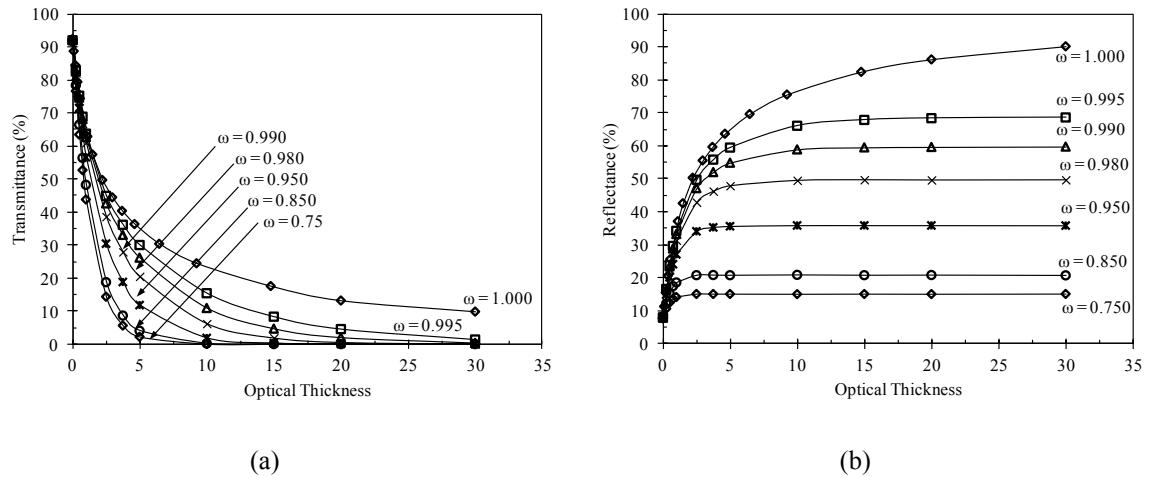 100
90
80
70
60
50
40
30
20
10
0
Transmittance (%)
ω = 0.990
ω = 0.980
ω = 0.950
ω = 0.850
ω = 0.75
ω = 1.000
ω = 0.995
0 5 10 15 20 25 30 35
Optical Thickness
(a)
100
90
80
70
60
50
40
30
20
10
0
Reflectance (%)
ω = 1.000
ω = 0.995
ω = 0.990
ω = 0.980
ω = 0.950
ω = 0.850
ω = 0.750
0 5 10 15 20 25 30 35
Optical Thickness
(b)